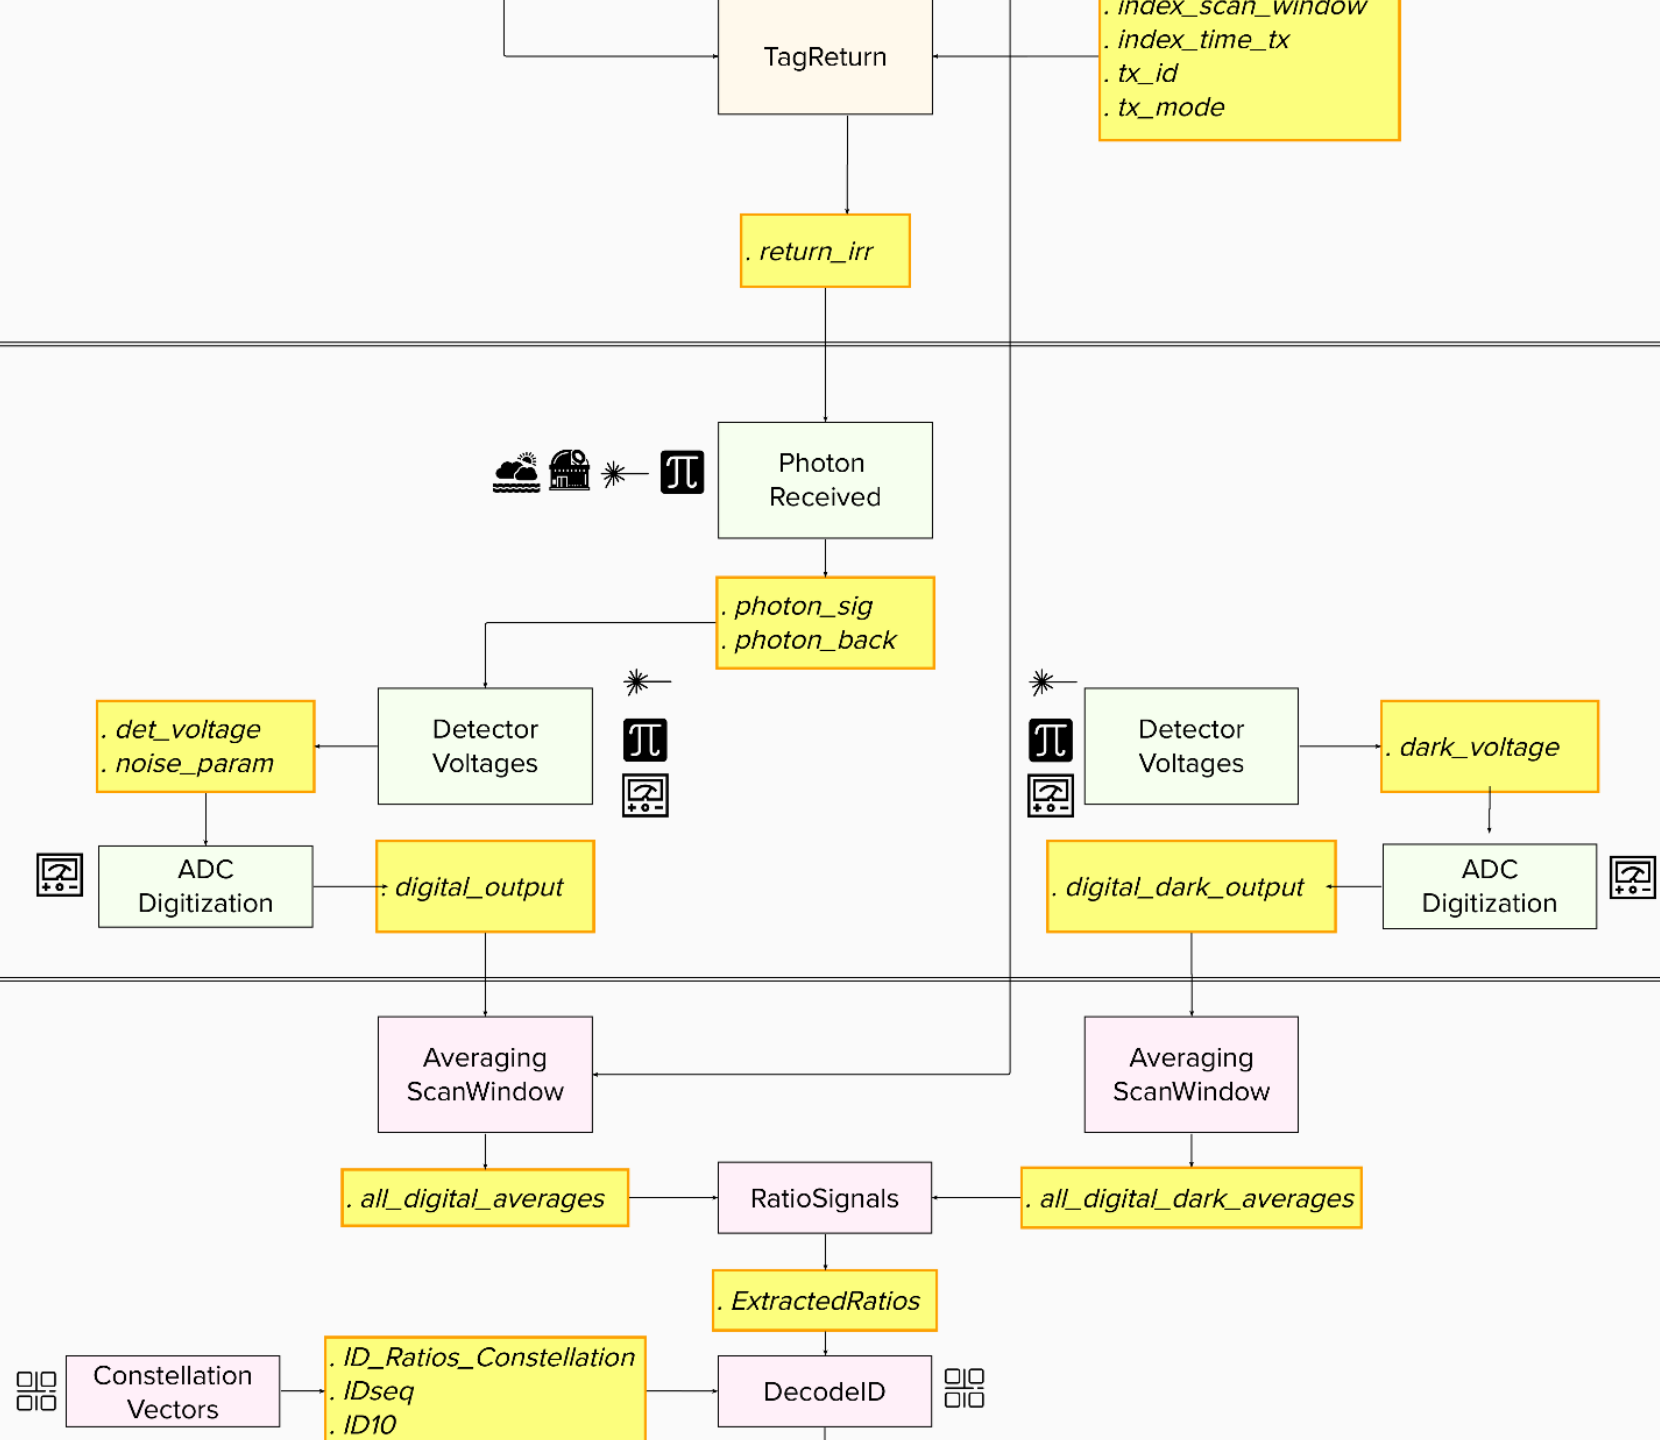 . index_scan_window
. index_time_tx
. tx_id
. tx_mode
TagReturn
. return_irr
π
Photon
Received
. photon_sig
. photon_back
. det_voltage
. noise_param
Detector
Voltages
π
π
Detector
Voltages
. dark_voltage
ADC
Digitization
. digital_output
. digital_dark_output
ADC
Digitization
Averaging
ScanWindow
Averaging
ScanWindow
. all_digital_averages
RatioSignals
. all_digital_dark_averages
. ExtractedRatios
Constellation
Vectors
. ID_Ratios_Constellation
. IDseq
. ID10
DecodeID